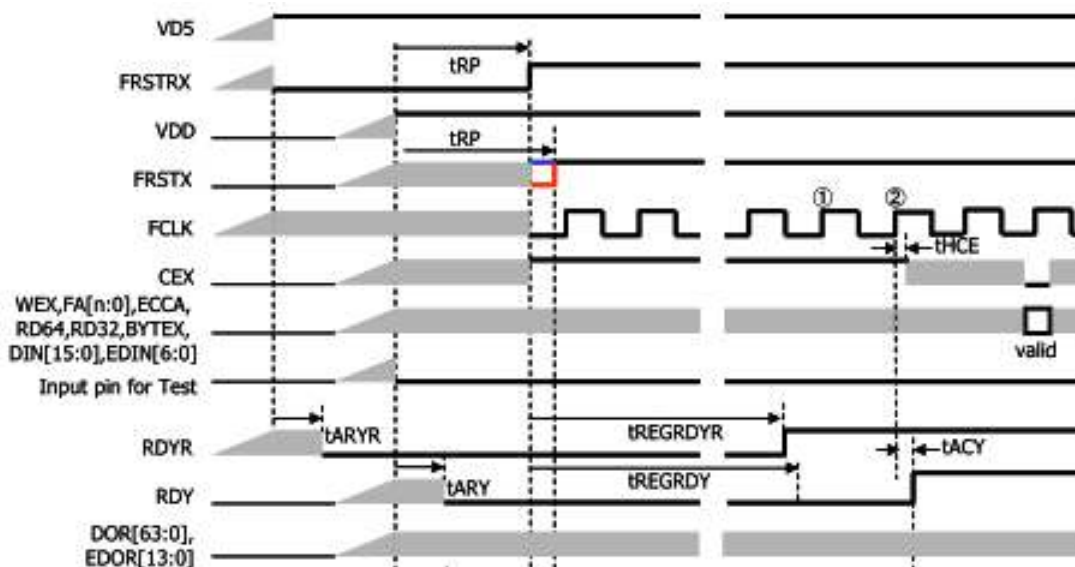 VD5
tRP
FRSTRX
VDD
tRP
FRSTX
① ②
FCLK
tHCE
CEX
WEX,FA[n:0],ECCA,
RD64,RD32,BYTEX,
DIN[15:0],EDIN[6:0]
valid
Input pin for Test
tARYR
tREGRDYR
RDYR
tACY
tARY
tREGRDY
RDY
DOR[63:0],
EDOR[13:0]